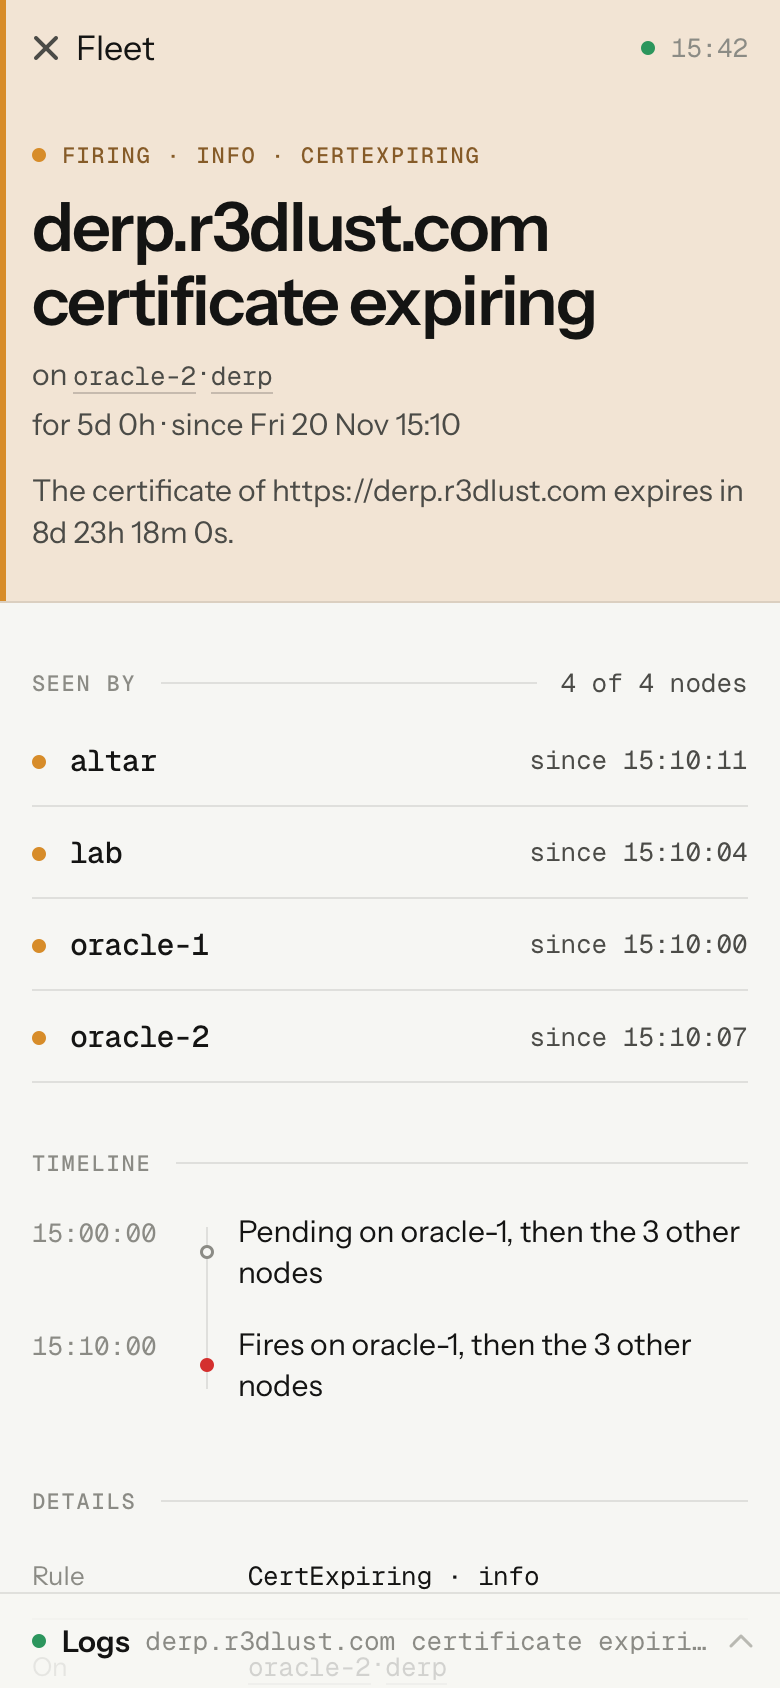 Fleet 15:42
FIRING · INFO · CERTEXPIRING
derp.r3dlust.com
certificate expiring
on oracle-2·derp
for 5d 0h · since Fri 20 Nov 15:10
The certificate of https://derp.r3dlust.com expires in
8d 23h 18m 0s.
SEEN BY 4 of 4 nodes
altar since 15:10:11
lab since 15:10:04
oracle-1 since 15:10:00
oracle-2 since 15:10:07
TIMELINE
15:00:00 Pending on oracle-1, then the 3 other
nodes
15:10:00 Fires on oracle-1, then the 3 other
nodes
DETAILS
Rule CertExpiring · info
Logs derp.r3dlust.com certificate expiri…
On oracle-2·derp